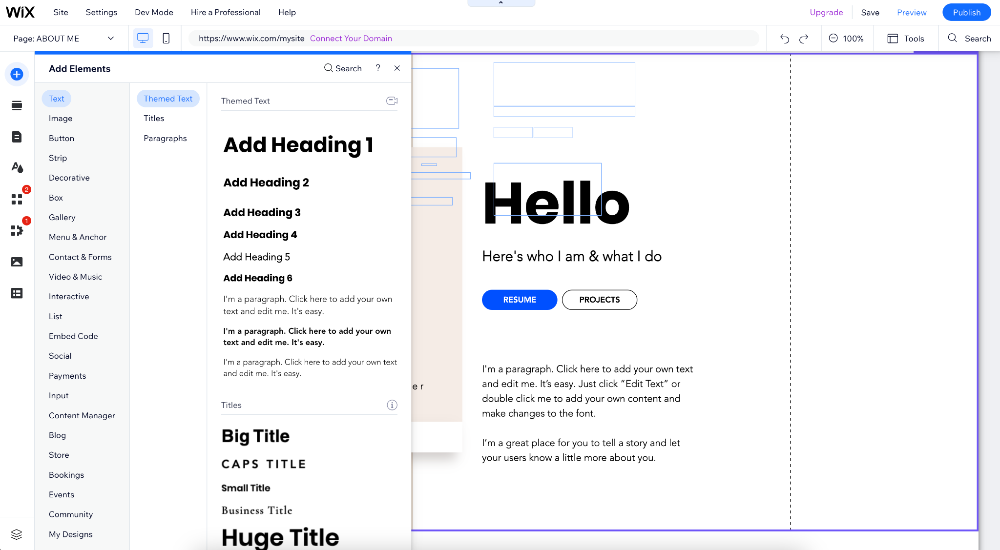 WiX Site Settings Dev Mode Hire a Professional Help Upgrade Save Preview Publish
Page: ABOUT ME https://www.wix.com/mysite Connect Your Domain 100% Tools Search
Add Elements Search ?
Text
Image
Button
Strip
Decorative
Box
Gallery
Menu & Anchor
Contact & Forms
Video & Music
Interactive
List
Embed Code
Social
Payments
Input
Content Manager
Blog
Store
Bookings
Events
Community
My Designs
2
1
Themed Text
Titles
Paragraphs
Themed Text
Add Heading 1
Add Heading 2
Add Heading 3
Add Heading 4
Add Heading 5
Add Heading 6
I'm a paragraph. Click here to add your own
text and edit me. It's easy.
I'm a paragraph. Click here to add your own
text and edit me. It's easy.
I'm a paragraph. Click here to add your own text
and edit me. It's easy.
Titles
Big Title
CAPS TITLE
Small Title
Business Title
Huge Title
e r
Hello
Here's who I am & what I do
RESUME PROJECTS
I'm a paragraph. Click here to add your own text
and edit me. It’s easy. Just click “Edit Text” or
double click me to add your own content and
make changes to the font.
I’m a great place for you to tell a story and let
your users know a little more about you.